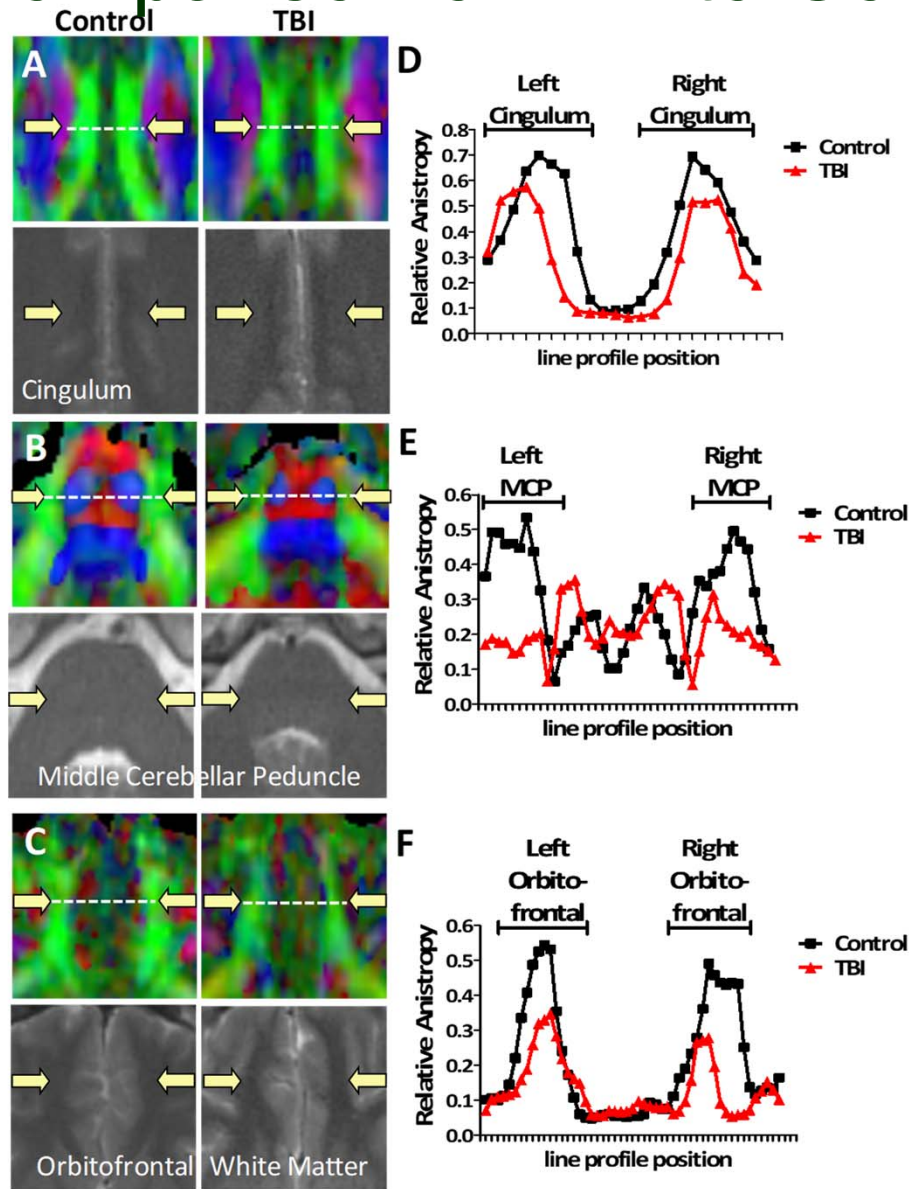 Control TBI
A
Cingulum
B
Middle Cerebellar Peduncle
C
Orbitofrontal White Matter
D
Left Right
Cingulum Cingulum
Relative Anistropy
0.8
0.7
0.6
0.5
0.4
0.3
0.2
0.1
0.0
Control
TBI
line profile position
E
Left Right
MCP MCP
Relative Anistropy
0.6
0.5
0.4
0.3
0.2
0.1
0.0
Control
TBI
line profile position
F
Left Right
Orbito- Orbito-
frontal frontal
Relative Anistropy
0.6
0.5
0.4
0.3
0.2
0.1
0.0
Control
TBI
line profile position